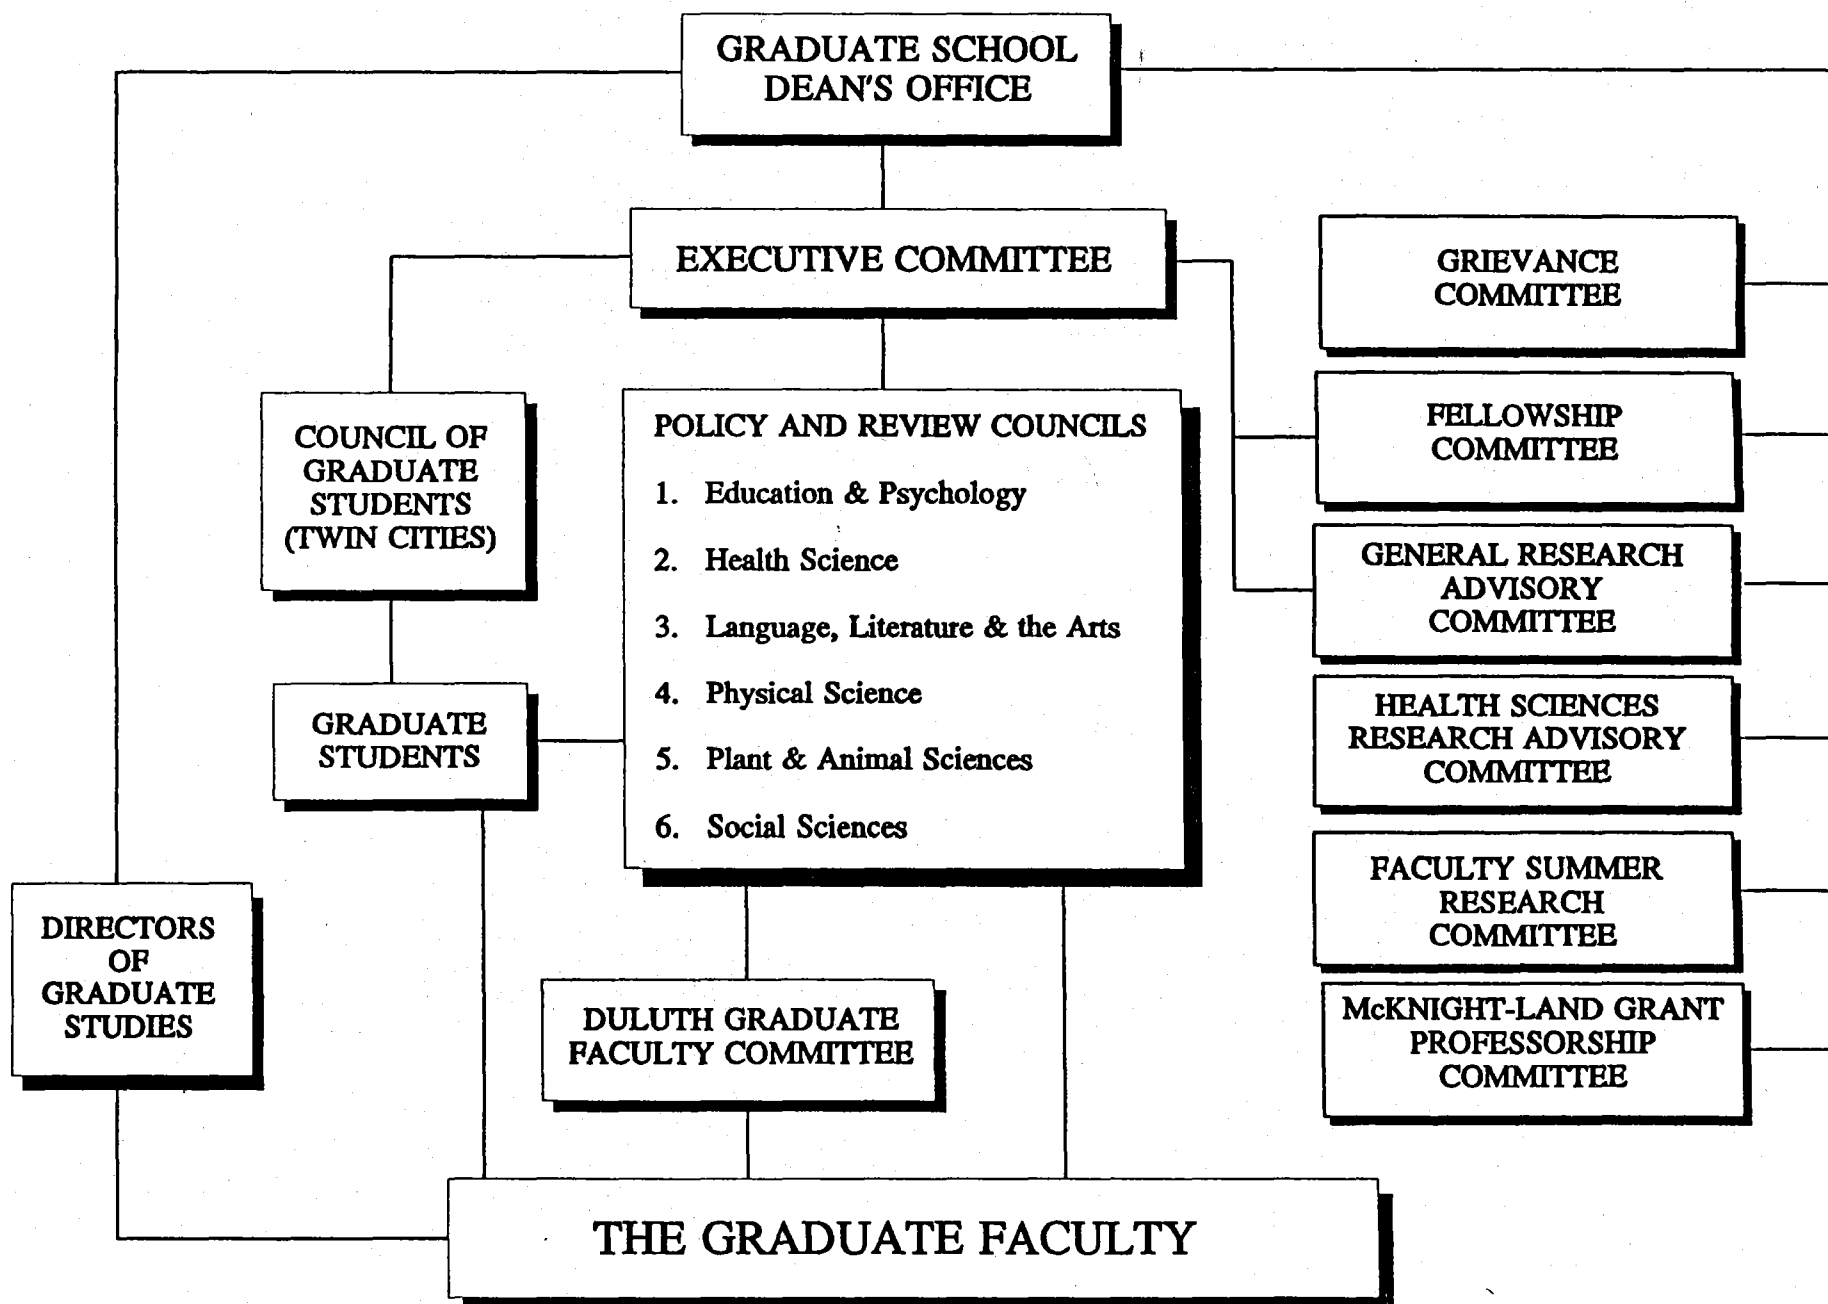 GRADUATE SCHOOL
DEAN'S OFFICE
EXECUTIVE COMMITTEE
GRIEVANCE
COMMITTEE
COUNCIL OF
GRADUATE
STUDENTS
(TWIN CITIES)
POLICY AND REVIEW COUNCILS
1. Education & Psychology
2. Health Science
3. Language, Literature & the Arts
4. Physical Science
5. Plant & Animal Sciences
6. Social Sciences
FELLOWSHIP
COMMITTEE
GENERAL RESEARCH
ADVISORY
COMMITTEE
GRADUATE
STUDENTS
HEALTH SCIENCES
RESEARCH ADVISORY
COMMITTEE
FACULTY SUMMER
RESEARCH
COMMITTEE
DIRECTORS
OF
GRADUATE
STUDIES
DULUTH GRADUATE
FACULTY COMMITTEE
McKNIGHT-LAND GRANT
PROFESSORSHIP
COMMITTEE
THE GRADUATE FACULTY